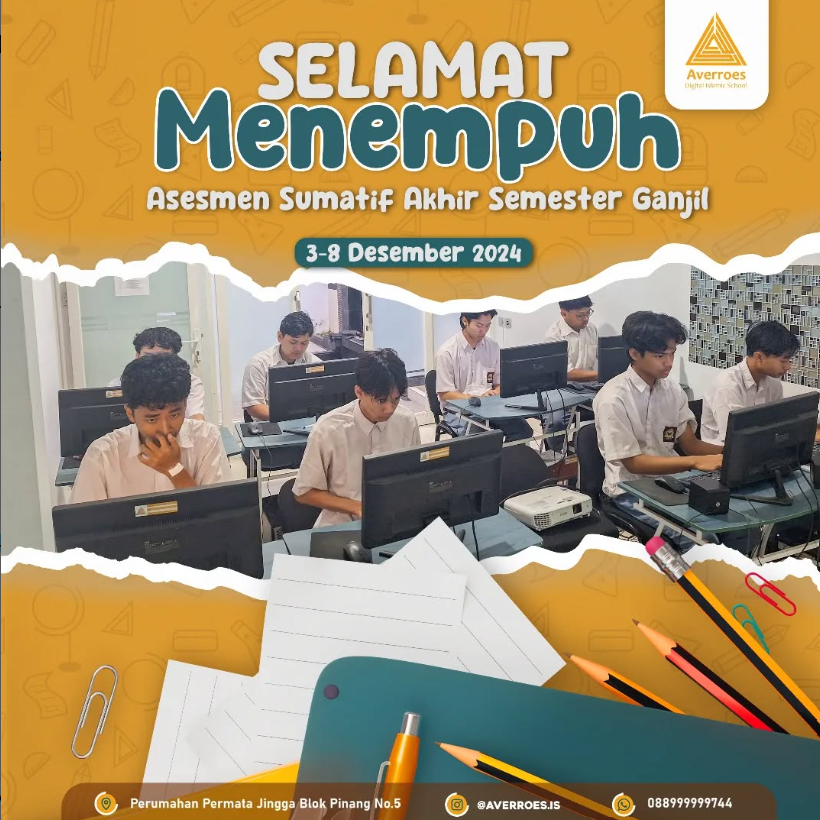 Averroes
Digital Islamic School
SELAMAT
Menempuh
Asesmen Sumatif Akhir Semester Ganjil
3-8 Desember 2024
Perumahan Permata Jingga Blok Pinang No.5
@AVERROES.IS
088999999744